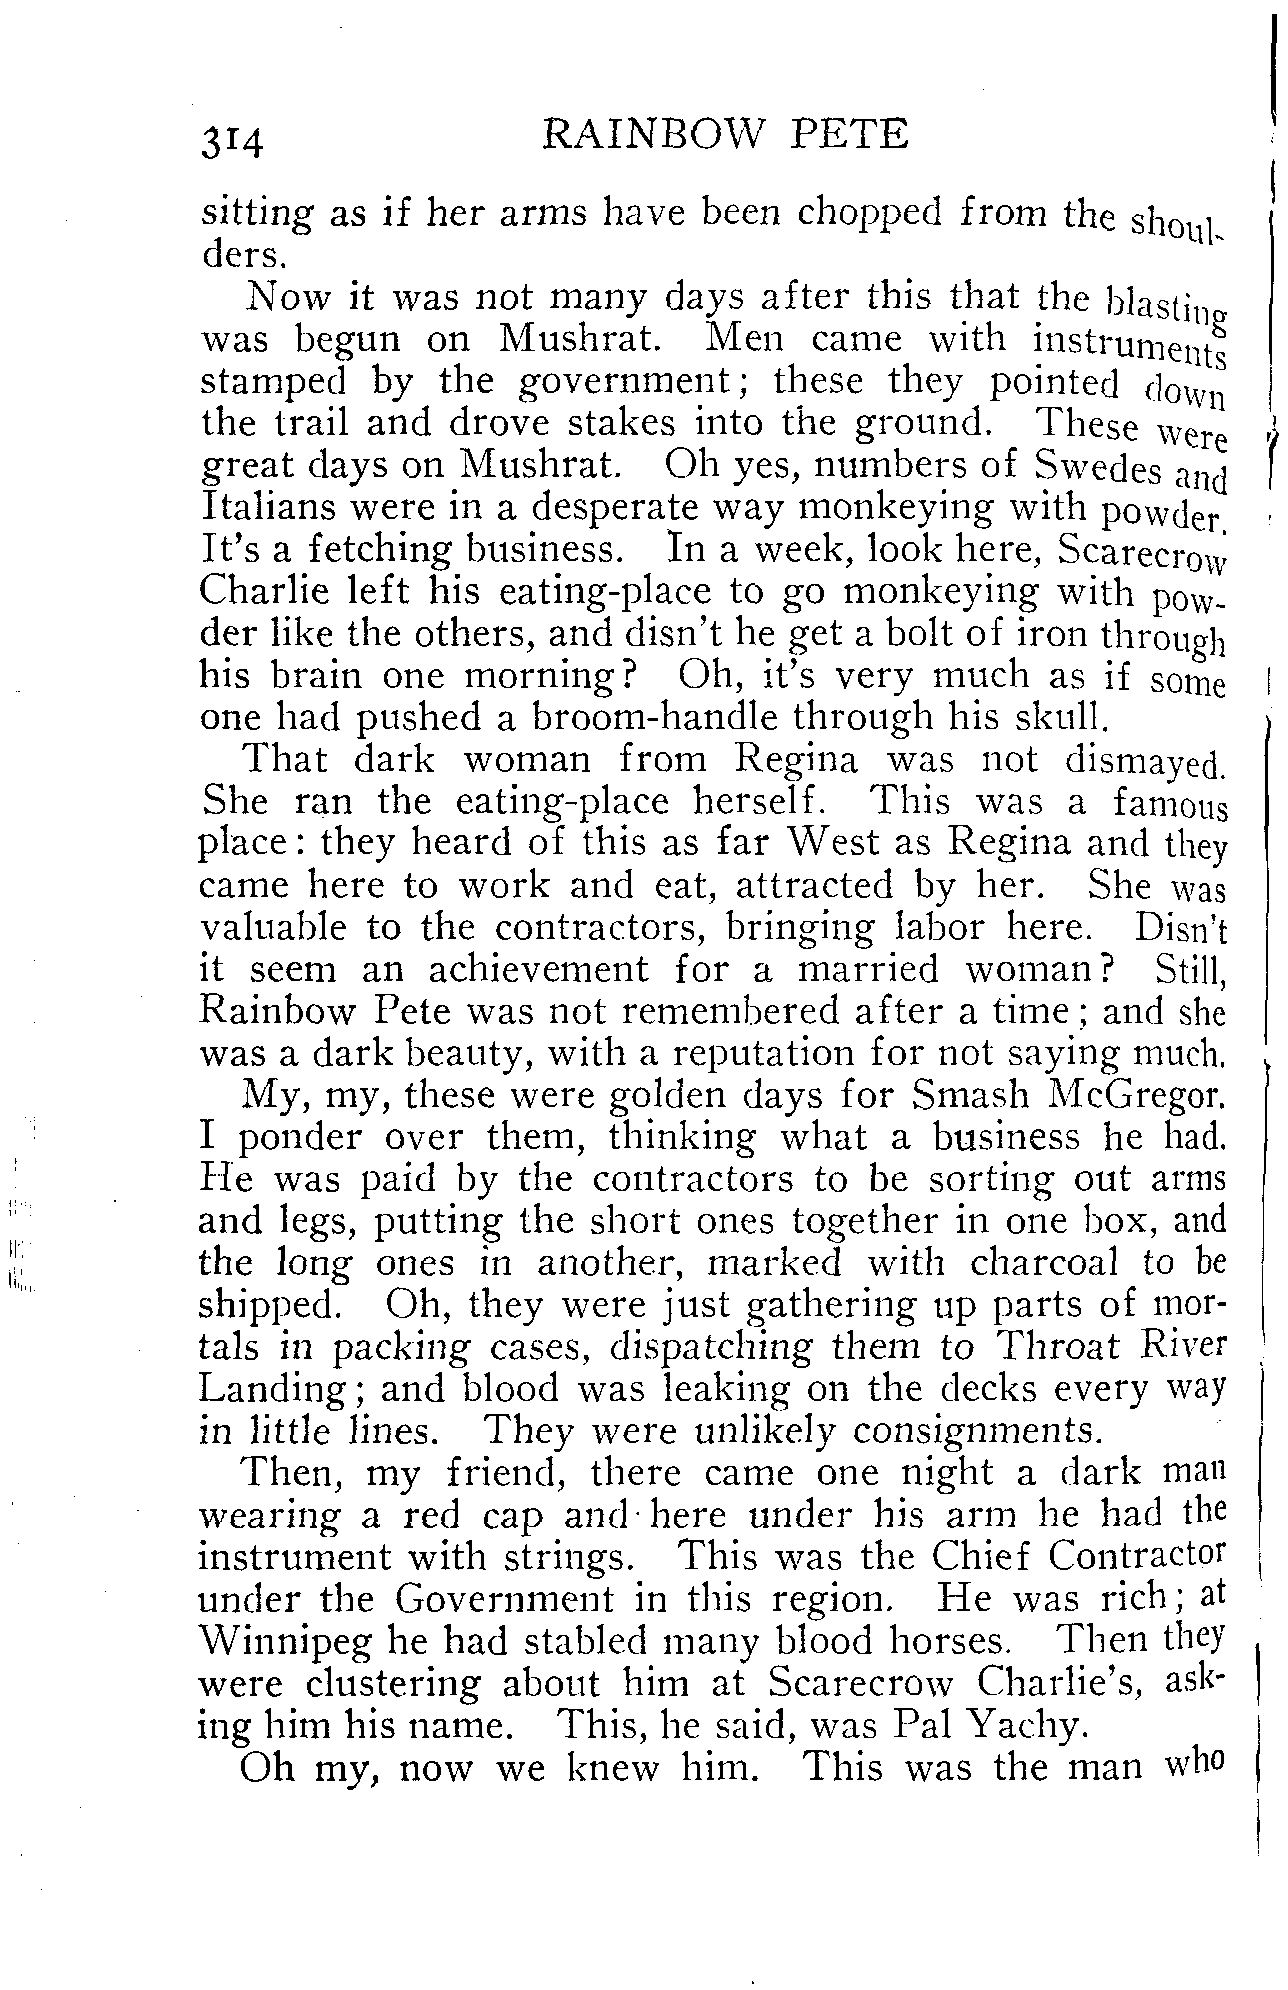 314 RAINBOW PETE
sitting as if her arms have been chopped from the shoul-
ders.
Now it was not many days after this that the blasting
was begun on Mushrat. Men came with instruments
stamped by the government; these they pointed down
the trail and drove stakes into the ground. These were
great days on Mushrat. Oh yes, numbers of Swedes and
Italians were in a desperate way monkeying with powder.
It's a fetching business. In a week, look here, Scarecrow
Charlie left his eating-place to go monkeying with pow-
der like the others, and disn't he get a bolt of iron through
his brain one morning? Oh, it's very much as if some
one had pushed a broom-handle through his skull.
That dark woman from Regina was not dismayed.
She ran the eating-place herself. This was a famous
place: they heard of this as far West as Regina and they
came here to work and eat, attracted by her. She was
valuable to the contractors, bringing labor here. Disn't
it seem an achievement for a married woman? Still,
Rainbow Pete was not remembered after a time; and she
was a dark beauty, with a reputation for not saying much.
My, my, these were golden days for Smash McGregor.
I ponder over them, thinking what a business he had.
He was paid by the contractors to be sorting out arms
and legs, putting the short ones together in one box, and
the long ones in another, marked with charcoal to be
shipped. Oh, they were just gathering up parts of mor-
tals in packing cases, dispatching them to Throat River
Landing; and blood was leaking on the decks every way
in little lines. They were unlikely consignments.
Then, my friend, there came one night a dark man
wearing a red cap and here under his arm he had the
instrument with strings. This was the Chief Contractor
under the Government in this region. He was rich; at
Winnipeg he had stabled many blood horses. Then they
were clustering about him at Scarecrow Charlie's, ask-
ing him his name. This, he said, was Pal Yachy.
Oh my, now we knew him. This was the man who